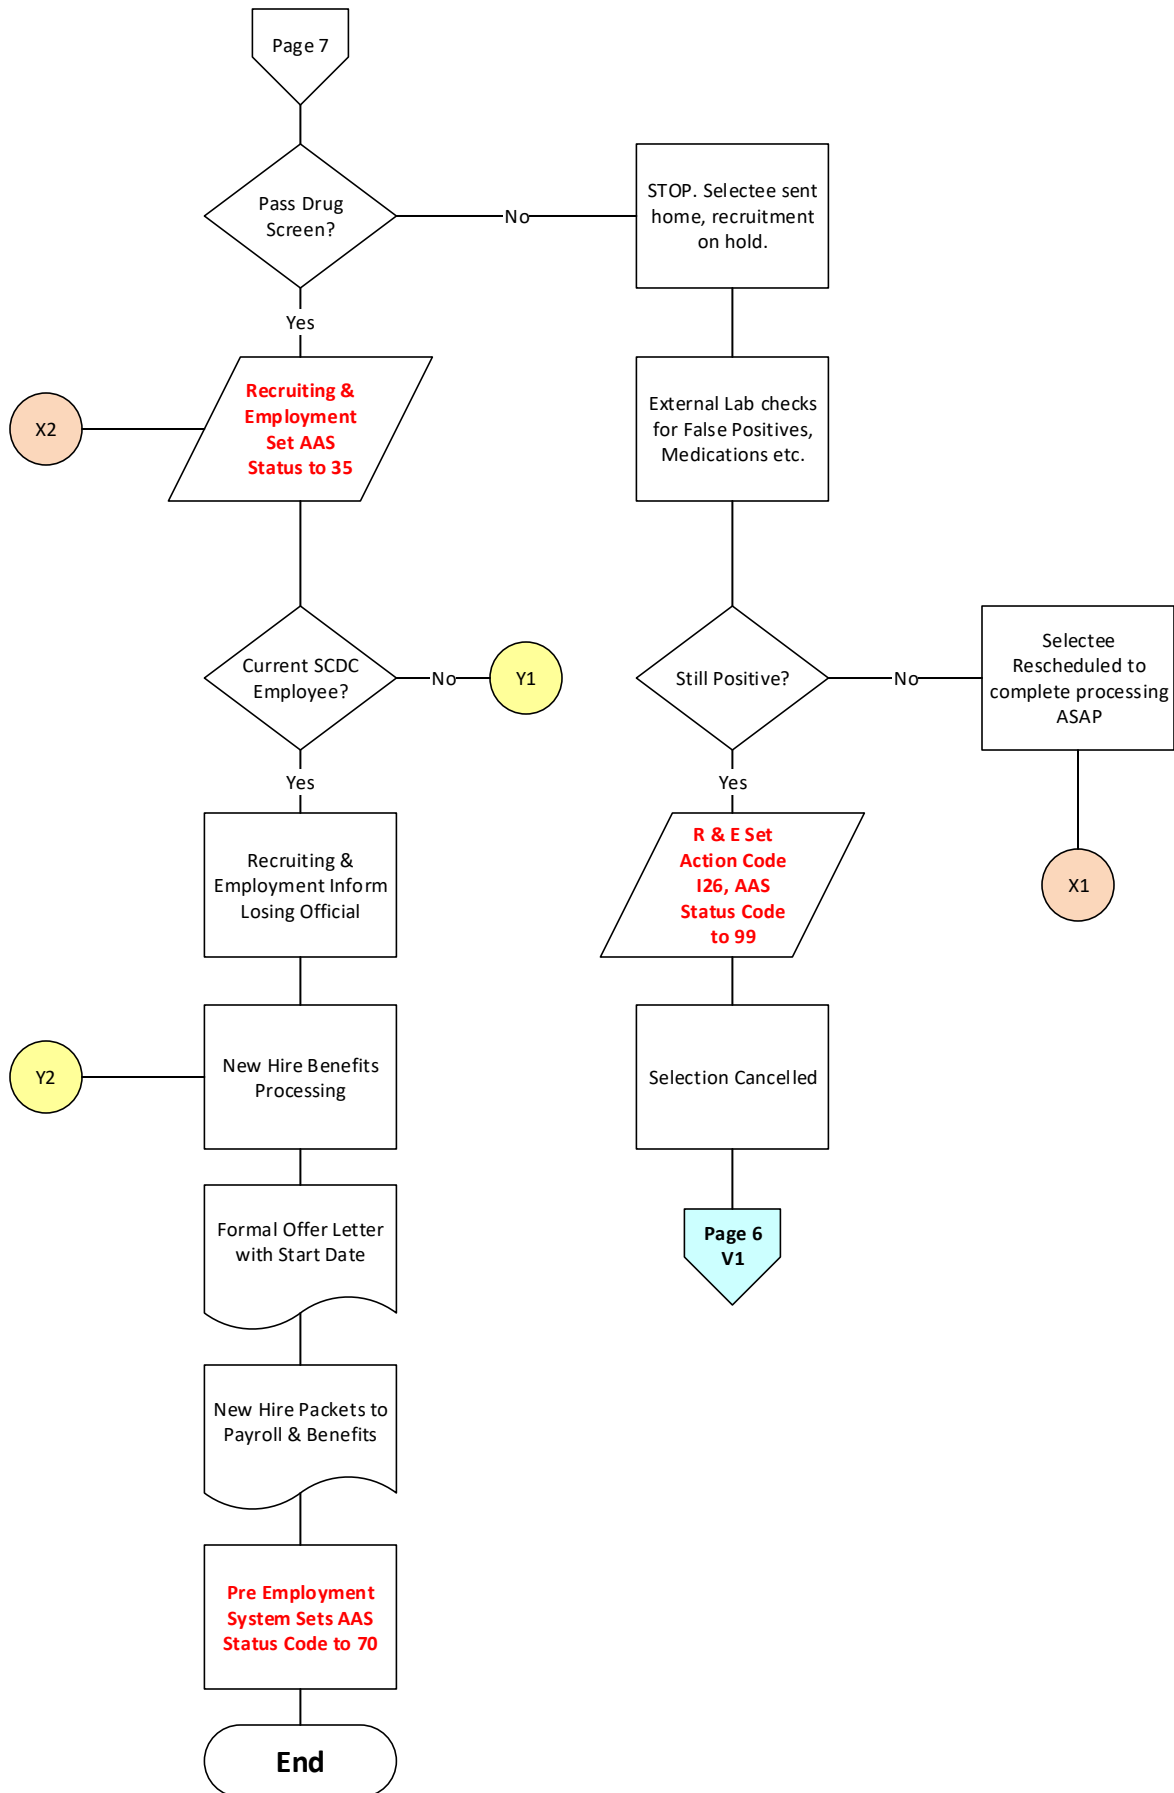 Page 7
Pass Drug
Screen?
No
STOP. Selectee sent
home, recruitment
on hold.
Yes
Recruiting &
Employment
Set AAS
Status to 35
X2
External Lab checks
for False Positives,
Medications etc.
Current SCDC
Employee?
No
Y1
Still Positive?
No
Selectee
Rescheduled to
complete processing
ASAP
Yes
Yes
Recruiting &
Employment Inform
Losing Official
R & E Set
Action Code
I26, AAS
Status Code
to 99
X1
Y2
New Hire Benefits
Processing
Selection Cancelled
Formal Offer Letter
with Start Date
Page 6
V1
New Hire Packets to
Payroll & Benefits
Pre Employment
System Sets AAS
Status Code to 70
End